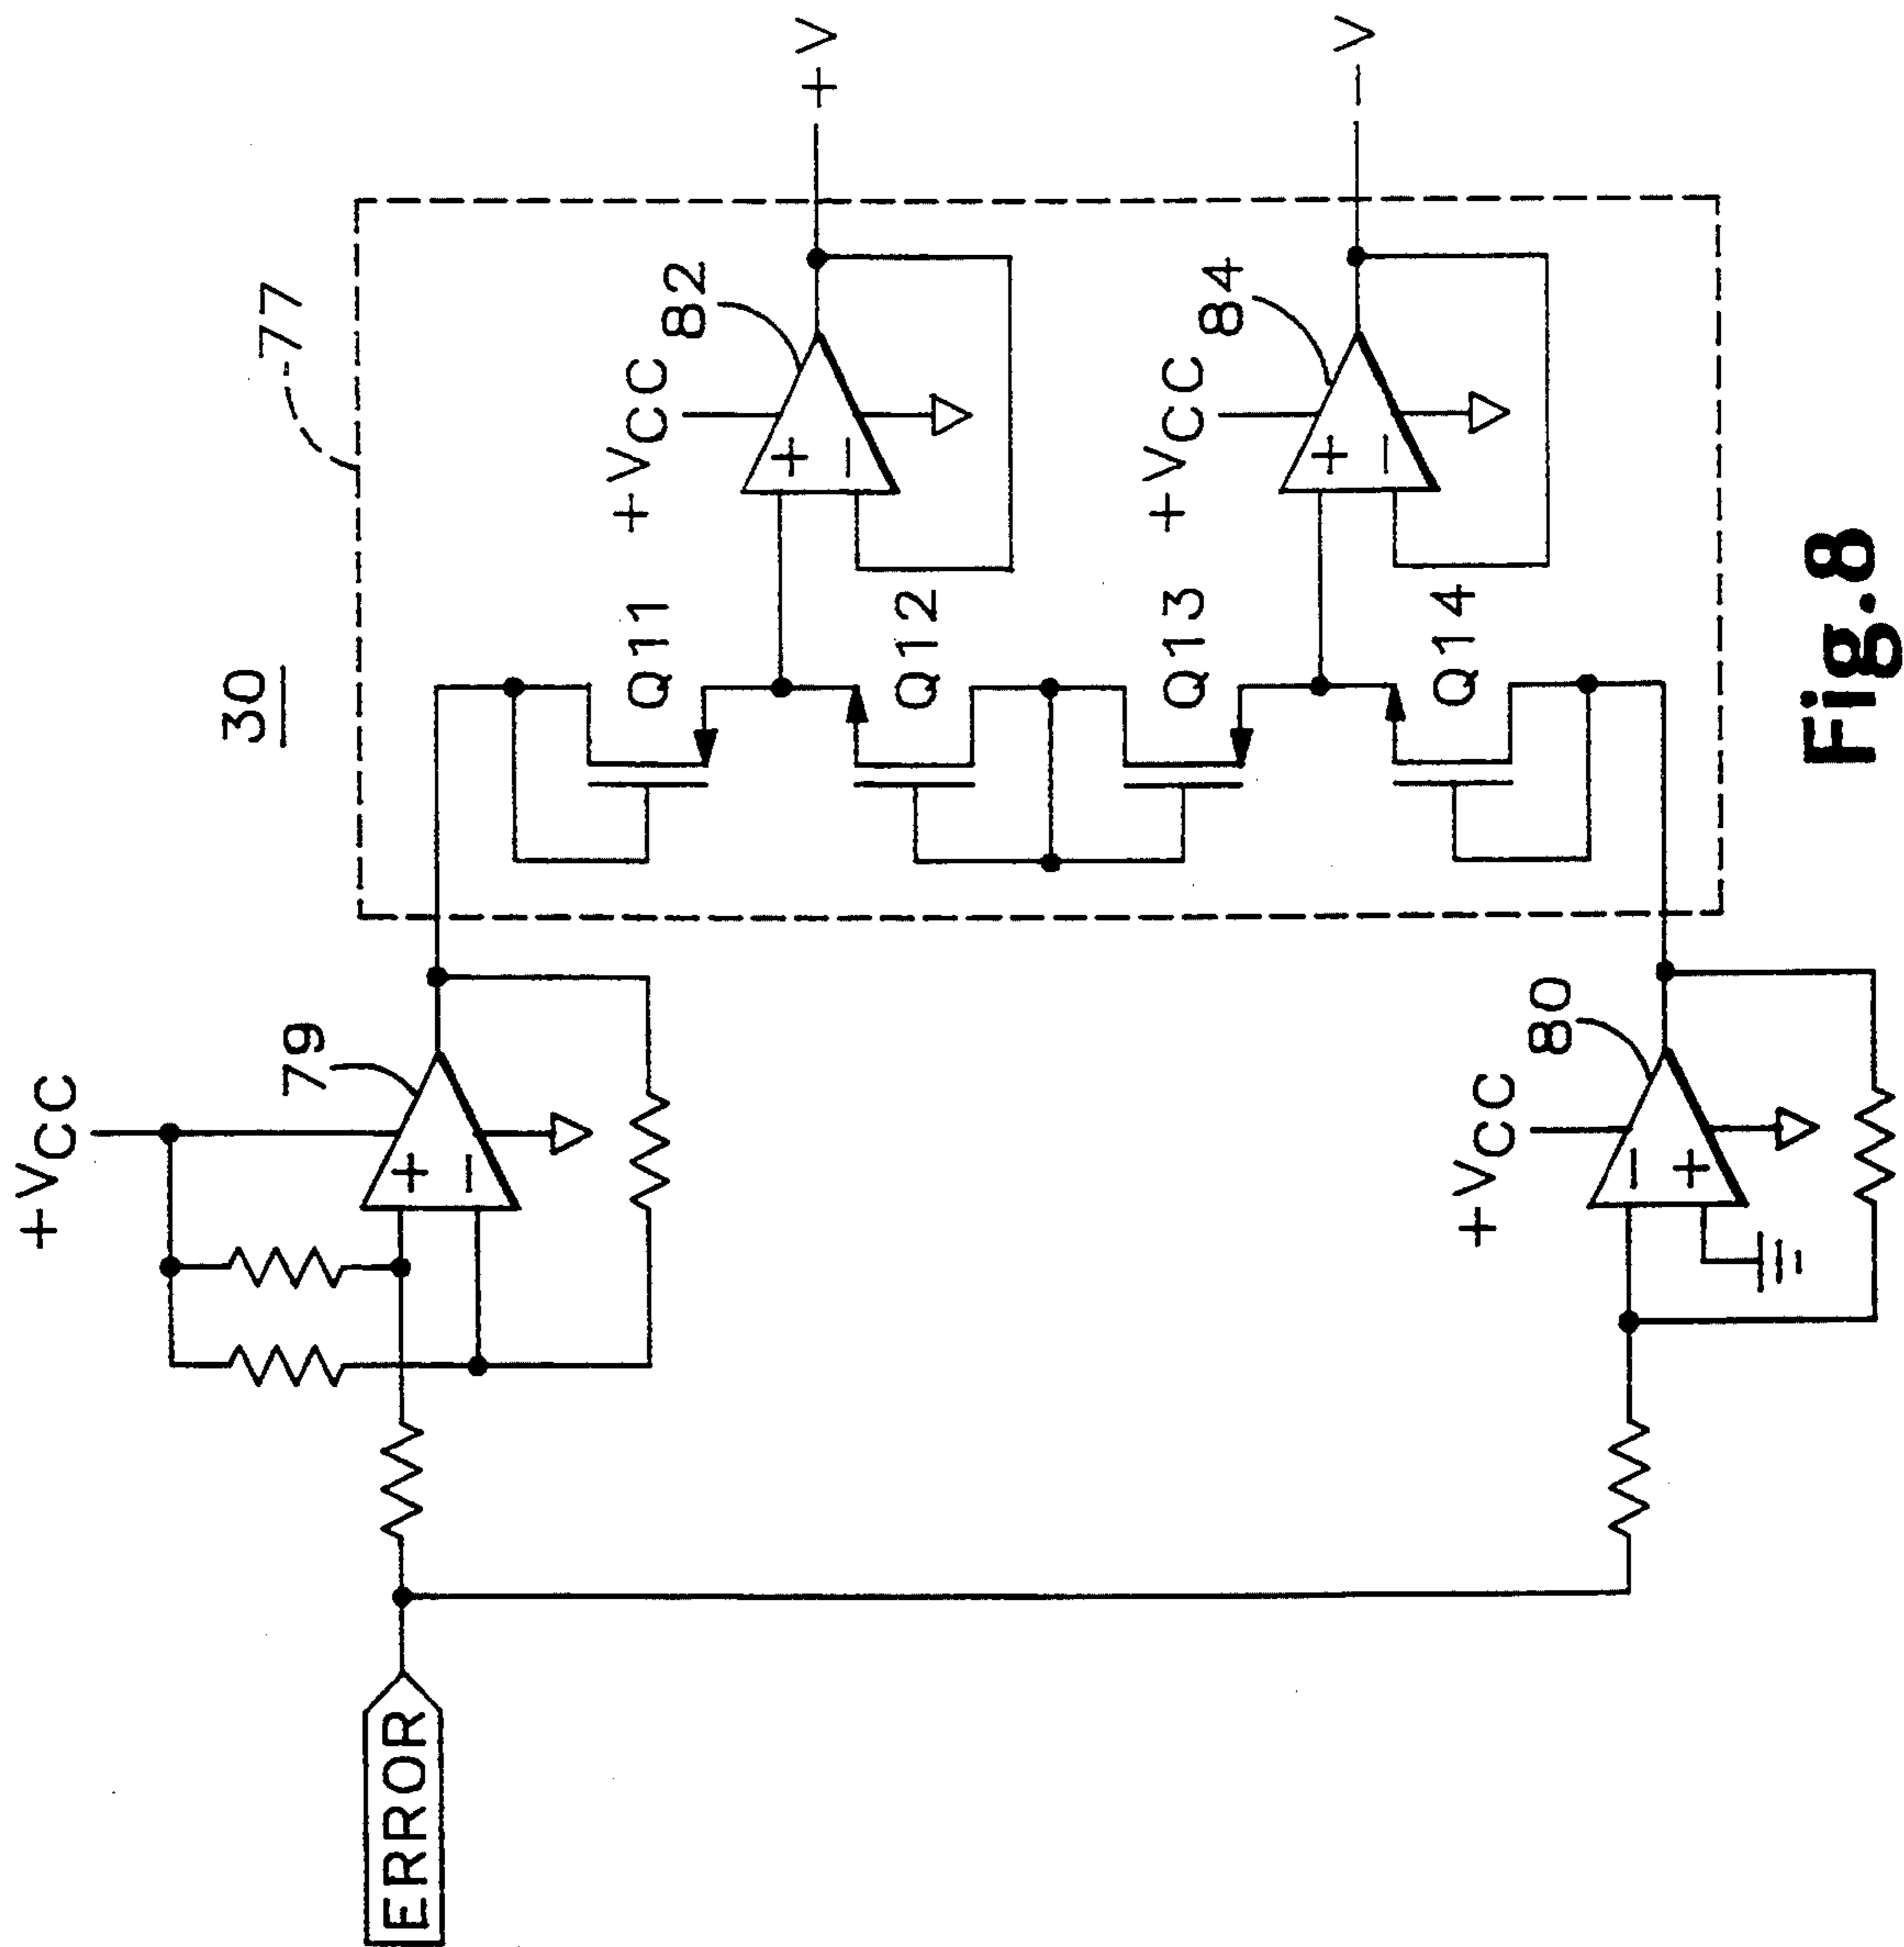 30
77
+VCC
79
+VCC
82
+V
Q11
Q12
+VCC
84
-V
Q13
Q14
ERROR
+VCC
80
+ -
+ -
+ -
- +
Fig.8